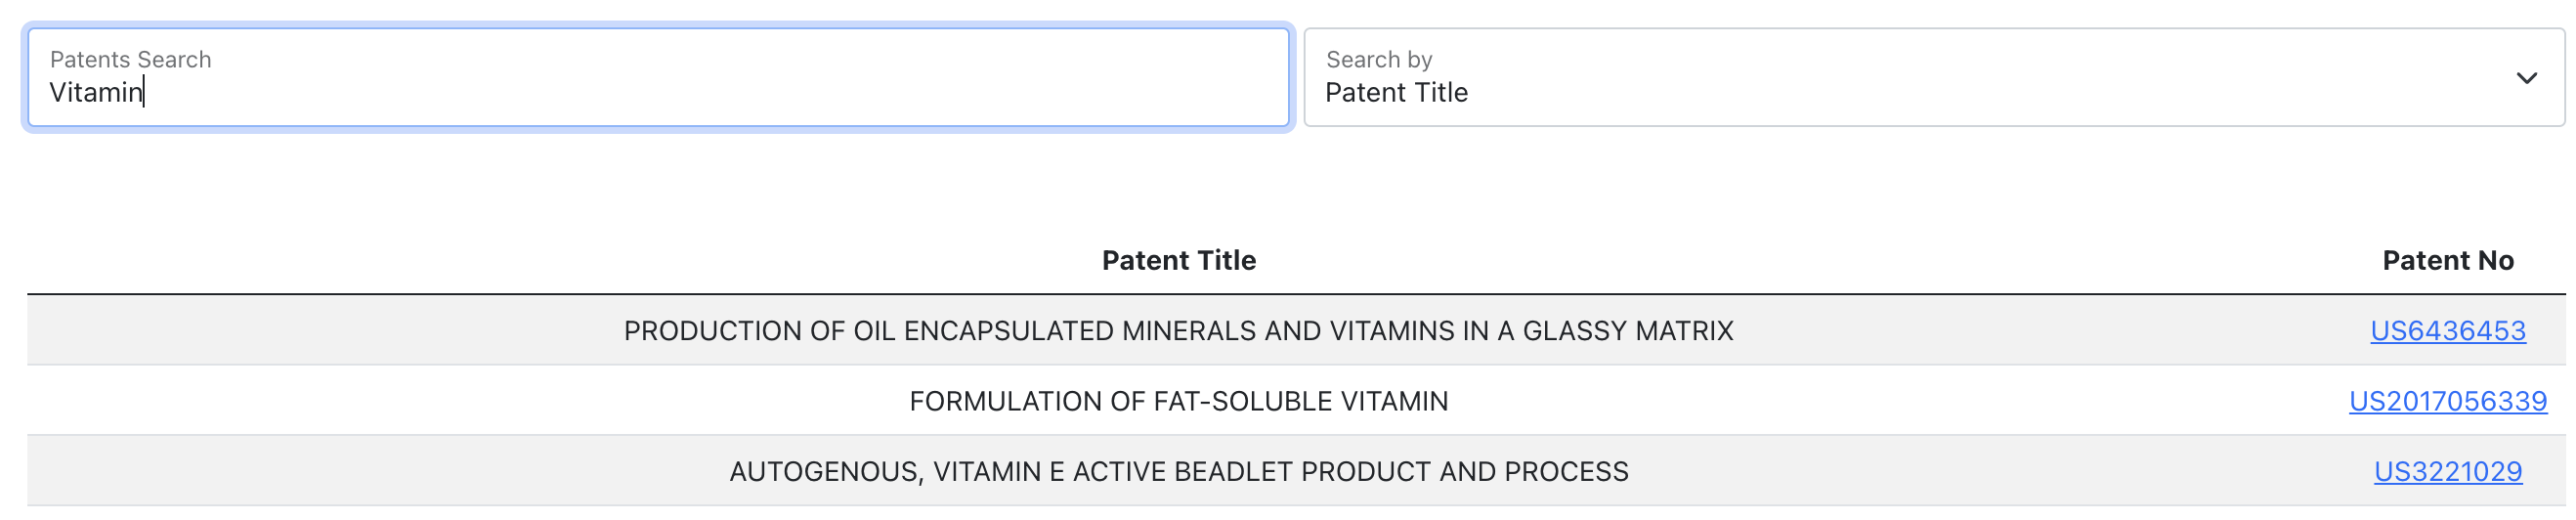 Patents Search
Vitamin
Search by
Patent Title
Patent Title Patent No
PRODUCTION OF OIL ENCAPSULATED MINERALS AND VITAMINS IN A GLASSY MATRIX US6436453
FORMULATION OF FAT-SOLUBLE VITAMIN US2017056339
AUTOGENOUS, VITAMIN E ACTIVE BEADLET PRODUCT AND PROCESS US3221029